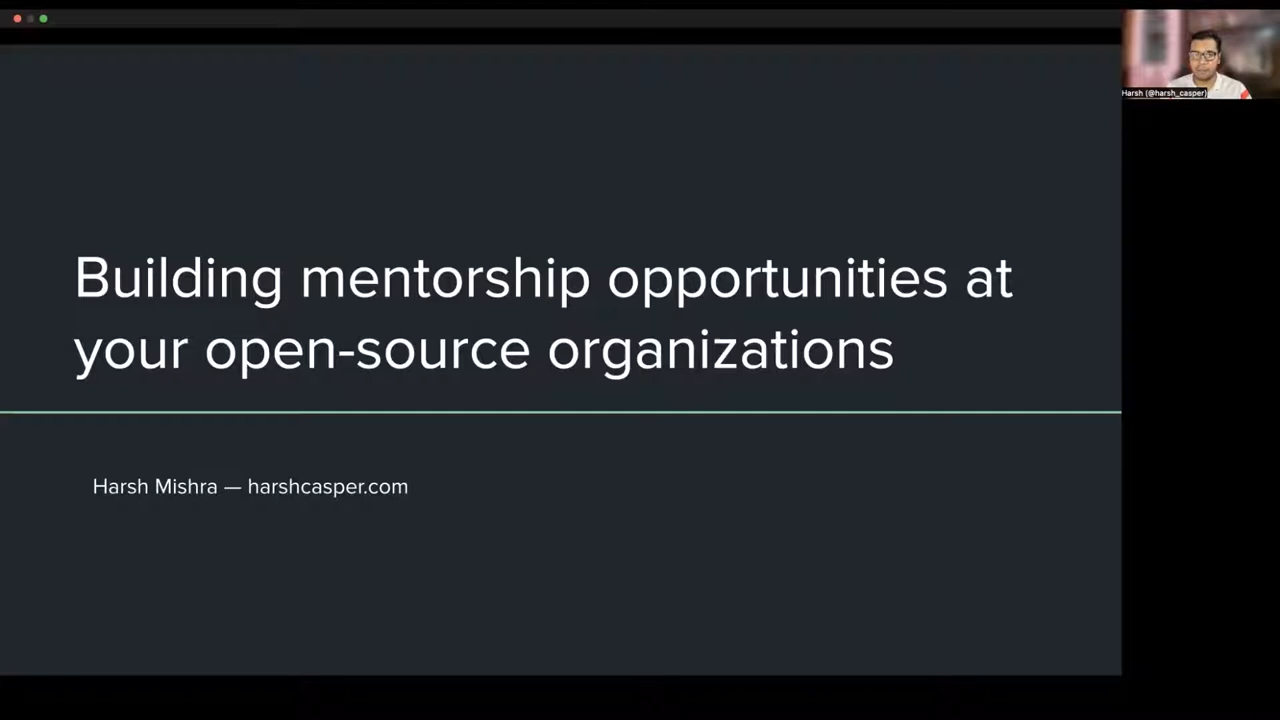 Harsh (@harsh_casper)
Building mentorship opportunities at
your open-source organizations
Harsh Mishra — harshcasper.com